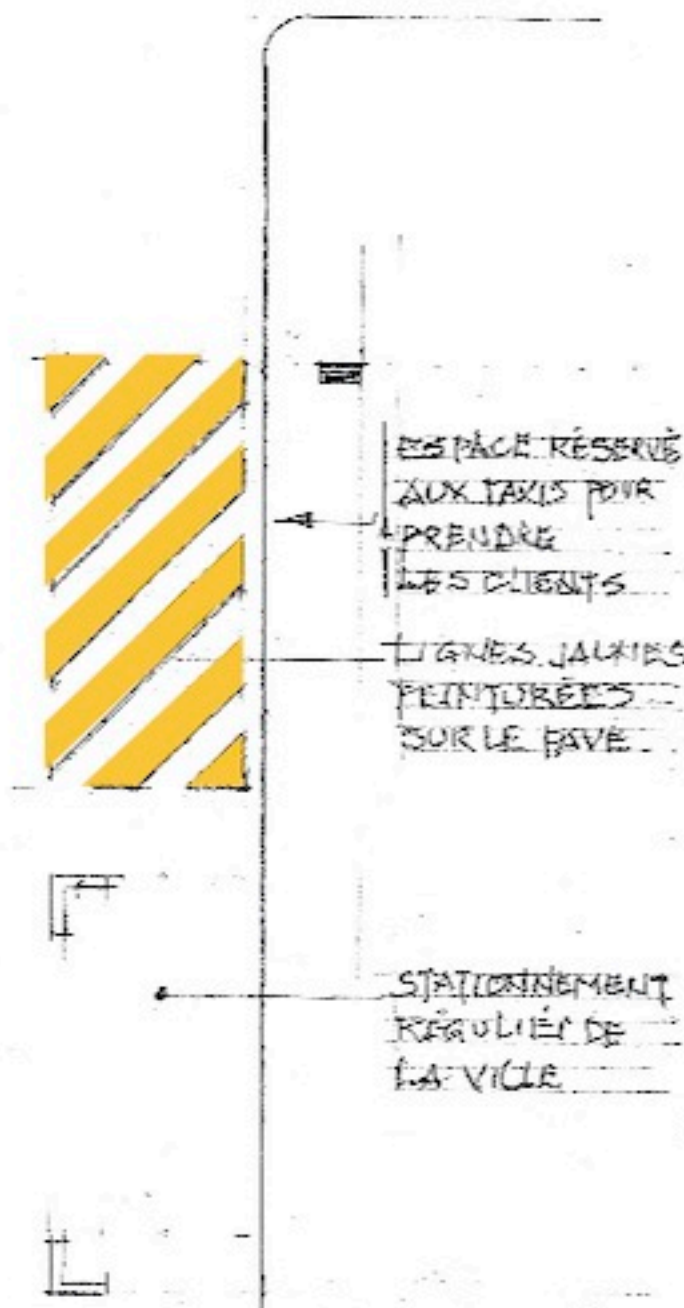 ESPACE RÉSERVÉ
AUX TAXIS POUR
PRENDRE
LES CLIENTS
LIGNES JAUNES
PEINTURÉES
SUR LE PAVÉ
STATIONNEMENT
RÉGULIER DE
LA VILLE